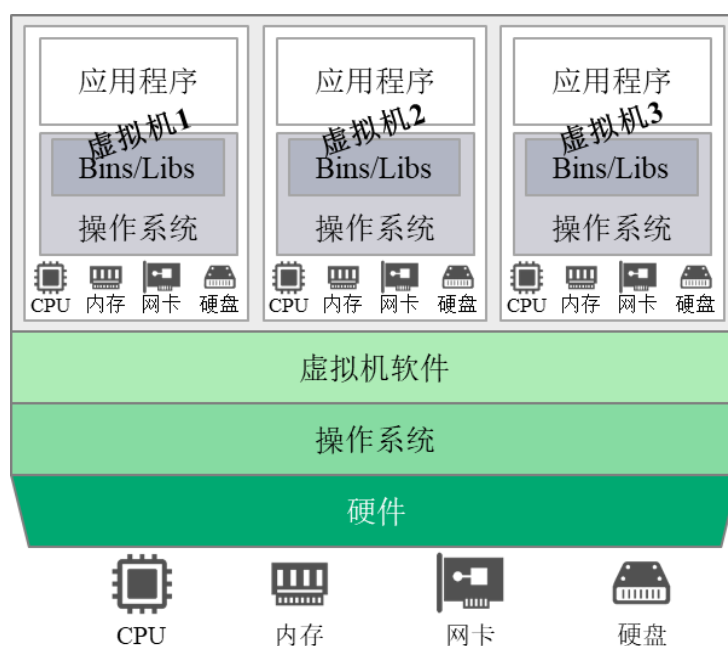 应用程序
虚拟机1
Bins/Libs
操作系统
CPU 内存 网卡 硬盘
应用程序
虚拟机2
Bins/Libs
操作系统
CPU 内存 网卡 硬盘
应用程序
虚拟机3
Bins/Libs
操作系统
CPU 内存 网卡 硬盘
虚拟机软件
操作系统
硬件
CPU 内存 网卡 硬盘